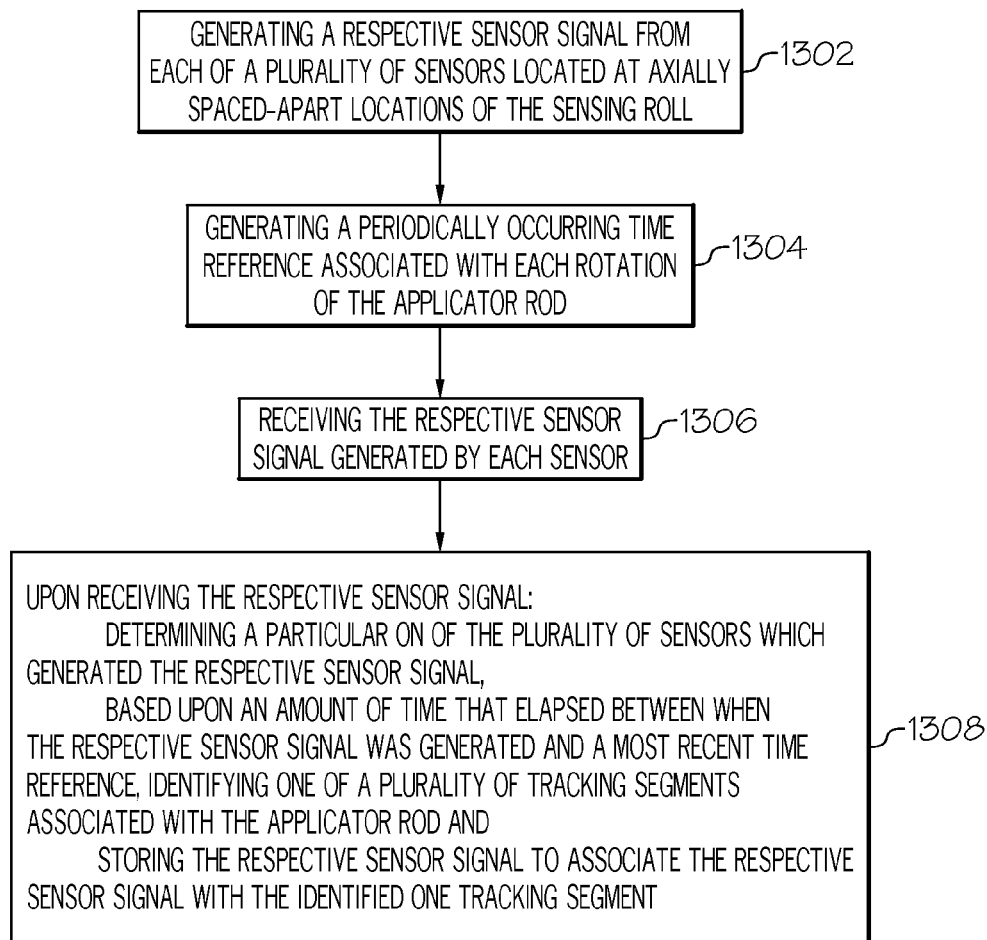 GENERATING A RESPECTIVE SENSOR SIGNAL FROM
EACH OF A PLURALITY OF SENSORS LOCATED AT AXIALLY
SPACED-APART LOCATIONS OF THE SENSING ROLL
1302
GENERATING A PERIODICALLY OCCURRING TIME
REFERENCE ASSOCIATED WITH EACH ROTATION
OF THE APPLICATOR ROD
1304
RECEIVING THE RESPECTIVE SENSOR
SIGNAL GENERATED BY EACH SENSOR
1306
UPON RECEIVING THE RESPECTIVE SENSOR SIGNAL:
DETERMINING A PARTICULAR ON OF THE PLURALITY OF SENSORS WHICH
GENERATED THE RESPECTIVE SENSOR SIGNAL,
BASED UPON AN AMOUNT OF TIME THAT ELAPSED BETWEEN WHEN
THE RESPECTIVE SENSOR SIGNAL WAS GENERATED AND A MOST RECENT TIME
REFERENCE, IDENTIFYING ONE OF A PLURALITY OF TRACKING SEGMENTS
ASSOCIATED WITH THE APPLICATOR ROD AND
STORING THE RESPECTIVE SENSOR SIGNAL TO ASSOCIATE THE RESPECTIVE
SENSOR SIGNAL WITH THE IDENTIFIED ONE TRACKING SEGMENT
1308